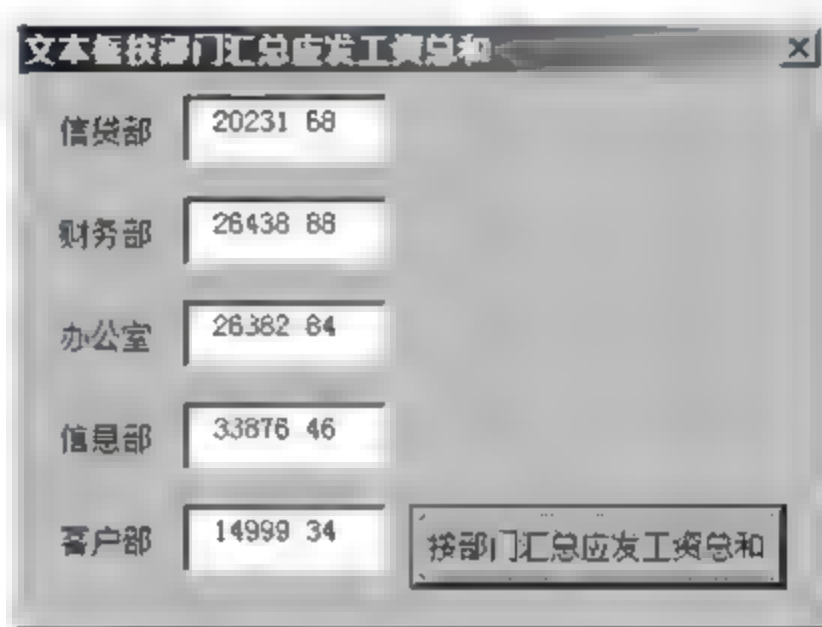 文本框按部门汇总应发工资总和
信贷部 20231.68
财务部 26438.88
办公室 26382.84
信息部 33876.46
客户部 14999.34
按部门汇总应发工资总和